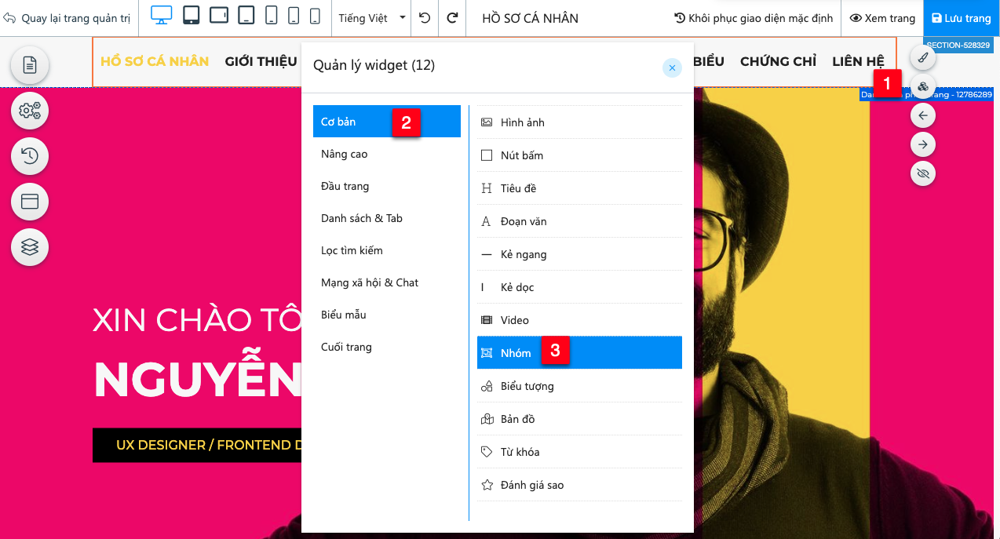 Quay lại trang quản trị
Tiếng Việt
HỒ SƠ CÁ NHÂN
Khôi phục giao diện mặc định
Xem trang
Lưu trang
SECTION-528329
HỒ SƠ CÁ NHÂN
GIỚI THIỆU
BIỂU
CHỨNG CHỈ
LIÊN HỆ
1
rang - 12786289
Quản lý widget (12)
×
Cơ bản
2
Nâng cao
Đầu trang
Danh sách & Tab
Lọc tìm kiếm
Mạng xã hội & Chat
Biểu mẫu
Cuối trang
Hình ảnh
Nút bấm
Tiêu đề
Đoạn văn
Kẻ ngang
Kẻ dọc
Video
Nhóm
3
Biểu tượng
Bản đồ
Từ khóa
Đánh giá sao
XIN CHÀO TÔ
NGUYỄN
UX DESIGNER / FRONTEND D